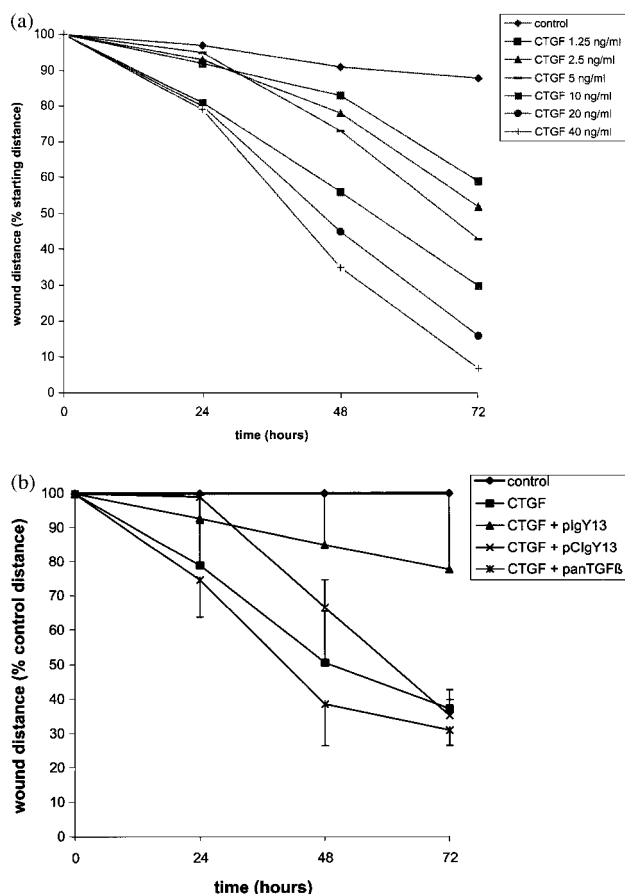 (a)
wound distance (% starting distance)
100
90
80
70
60
50
40
30
20
10
0
0 24 48 72
time (hours)
control
CTGF 1.25 ng/ml
CTGF 2.5 ng/ml
CTGF 5 ng/ml
CTGF 10 ng/ml
CTGF 20 ng/ml
CTGF 40 ng/ml
(b)
wound distance (% control distance)
100
90
80
70
60
50
40
30
20
10
0
0 24 48 72
time (hours)
control
CTGF
CTGF + pIgY13
CTGF + pCIgY13
CTGF + panTGFß